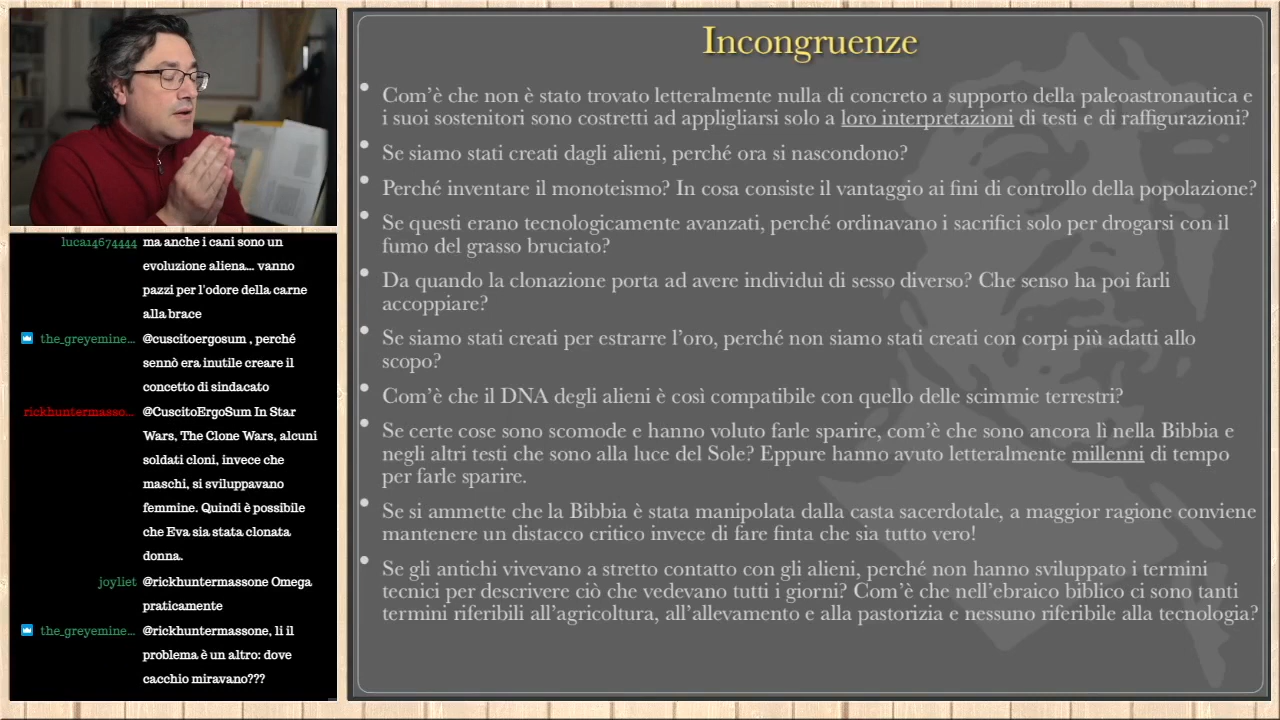 Incongruenze
Com'è che non è stato trovato letteralmente nulla di concreto a supporto della paleoastronautica e
i suoi sostenitori sono costretti ad appligliarsi solo a loro interpretazioni di testi e di raffigurazioni?
Se siamo stati creati dagli alieni, perché ora si nascondono?
Perché inventare il monoteismo? In cosa consiste il vantaggio ai fini di controllo della popolazione?
Se questi erano tecnologicamente avanzati, perché ordinavano i sacrifici solo per drogarsi con il
fumo del grasso bruciato?
Da quando la clonazione porta ad avere individui di sesso diverso? Che senso ha poi farli
accoppiare?
Se siamo stati creati per estrarre l'oro, perché non siamo stati creati con corpi più adatti allo
scopo?
Com'è che il DNA degli alieni è così compatibile con quello delle scimmie terrestri?
Se certe cose sono scomode e hanno voluto farle sparire, com'è che sono ancora lì nella Bibbia e
negli altri testi che sono alla luce del Sole? Eppure hanno avuto letteralmente millenni di tempo
per farle sparire.
Se si ammette che la Bibbia è stata manipolata dalla casta sacerdotale, a maggior ragione conviene
mantenere un distacco critico invece di fare finta che sia tutto vero!
Se gli antichi vivevano a stretto contatto con gli alieni, perché non hanno sviluppato i termini
tecnici per descrivere ciò che vedevano tutti i giorni? Com'è che nell'ebraico biblico ci sono tanti
termini riferibili all'agricoltura, all'allevamento e alla pastorizia e nessuno riferibile alla tecnologia?
luca14674444 ma anche i cani sono un
evoluzione aliena... vanno
pazzi per l'odore della carne
alla brace
the_greyemine... @cuscitoergosum , perché
sennò era inutile creare il
concetto di sindacato
rickhuntermasso... @CuscitoErgoSum In Star
Wars, The Clone Wars, alcuni
soldati cloni, invece che
maschi, si sviluppavano
femmine. Quindi è possibile
che Eva sia stata clonata
donna.
joyliet @rickhuntermassone Omega
praticamente
the_greyemine... @rickhuntermassone, li il
problema è un altro: dove
cacchio miravano???